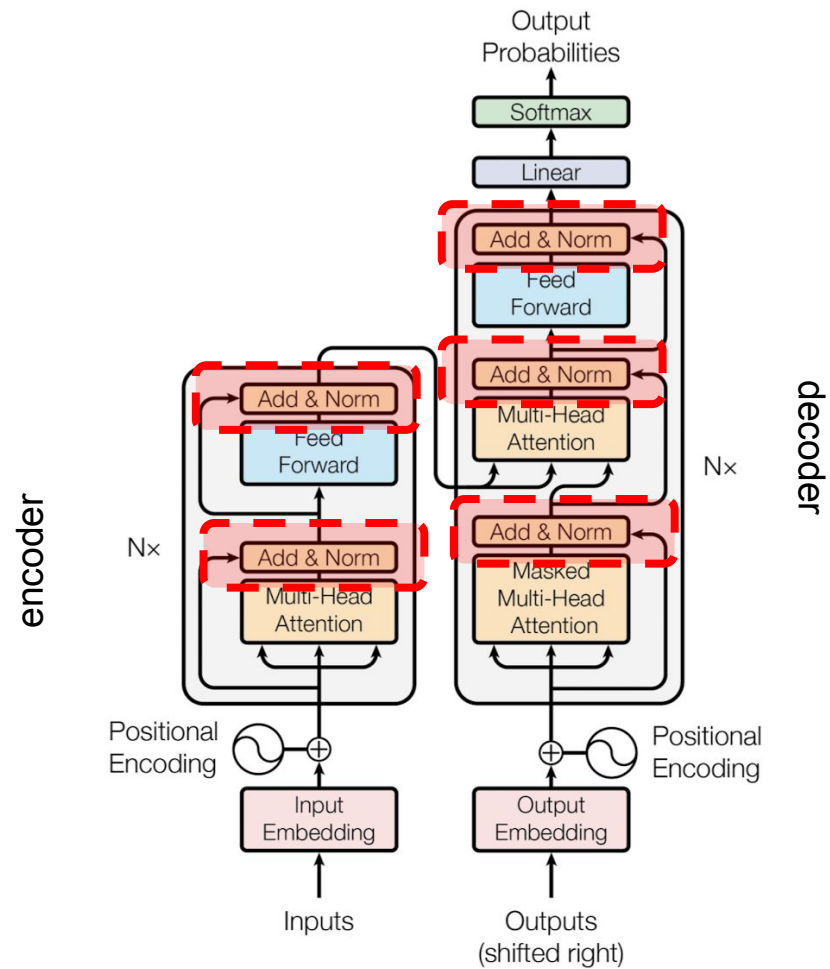 Output
Probabilities
Softmax
Linear
Add & Norm
Feed
Forward
Add & Norm
Multi-Head
Attention
Add & Norm
Masked
Multi-Head
Attention
Nx
decoder
Add & Norm
Feed
Forward
Add & Norm
Multi-Head
Attention
Nx
encoder
Positional
Encoding
Positional
Encoding
Input
Embedding
Output
Embedding
Inputs
Outputs
(shifted right)